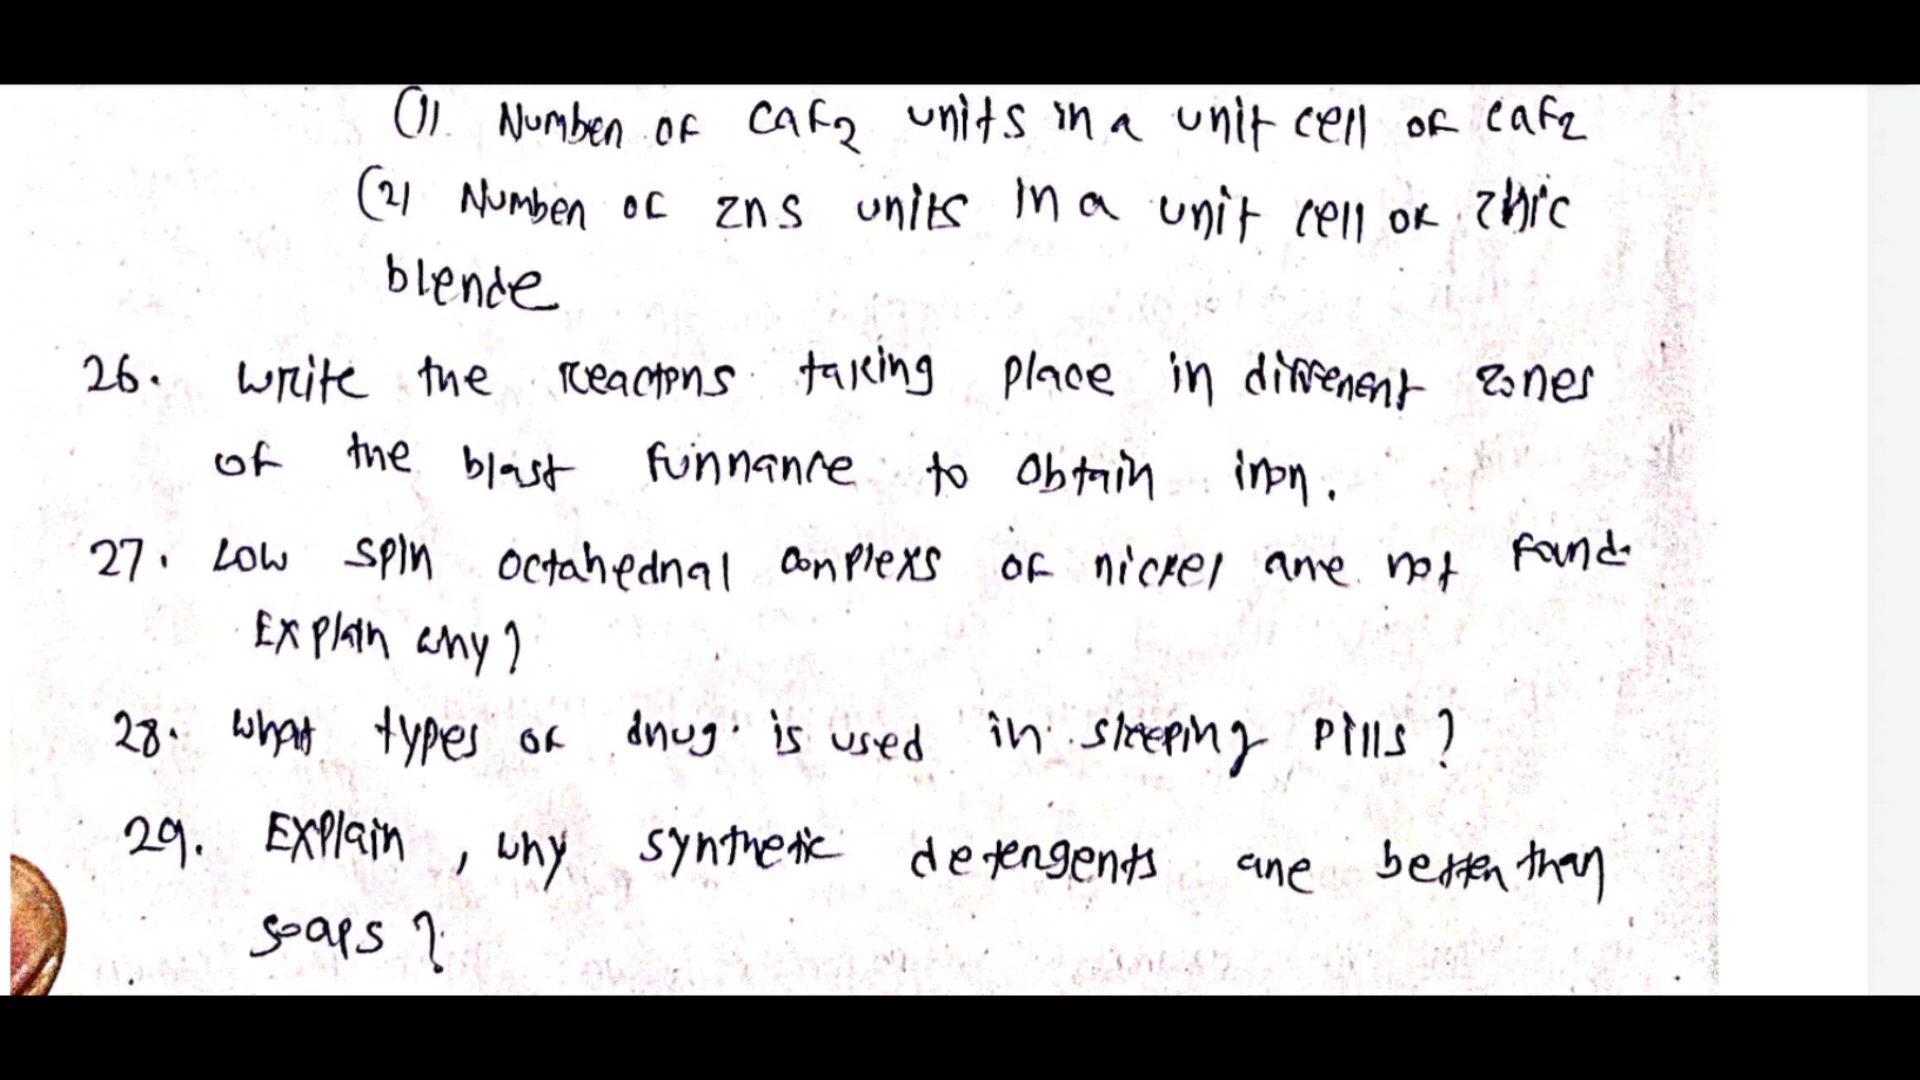 (1). Number of CaF2 units in a unit cell of CaF2
(2) Number of zns units in a unit cell of zinc
blende
26. Write the reactions taking place in different zones
of the blast furnance to obtain iron.
27. Low spin octahedral complexs of nickel are not found.
Explain why?
28. What types of drug is used in sleeping pills?
29. Explain, why synthetic detergents are better than
soaps?